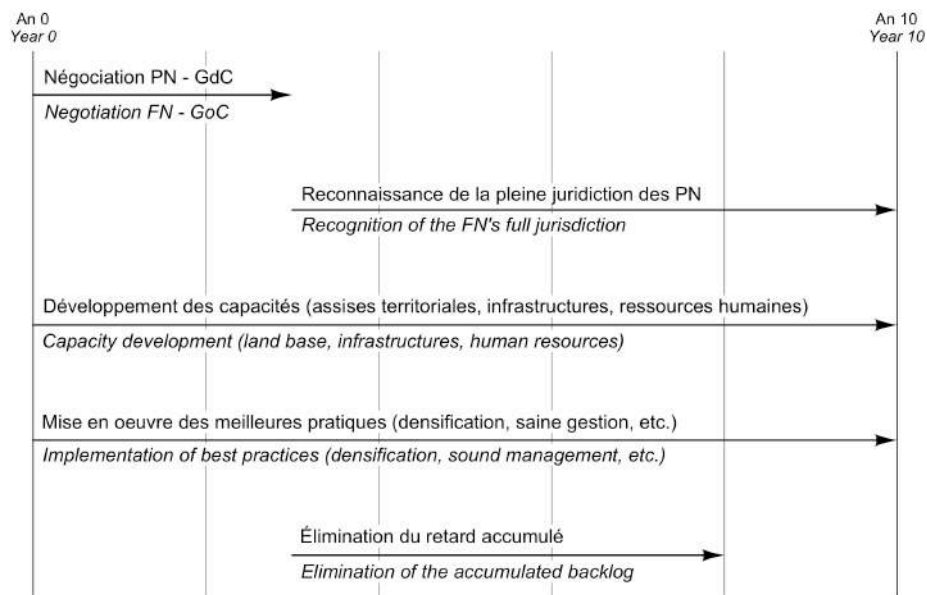 An 0
Year 0
An 10
Year 10
Négociation PN - GdC
Negotiation FN - GoC
Reconnaissance de la pleine juridiction des PN
Recognition of the FN's full jurisdiction
Développement des capacités (assises territoriales, infrastructures, ressources humaines)
Capacity development (land base, infrastructures, human resources)
Mise en oeuvre des meilleures pratiques (densification, saine gestion, etc.)
Implementation of best practices (densification, sound management, etc.)
Élimination du retard accumulé
Elimination of the accumulated backlog